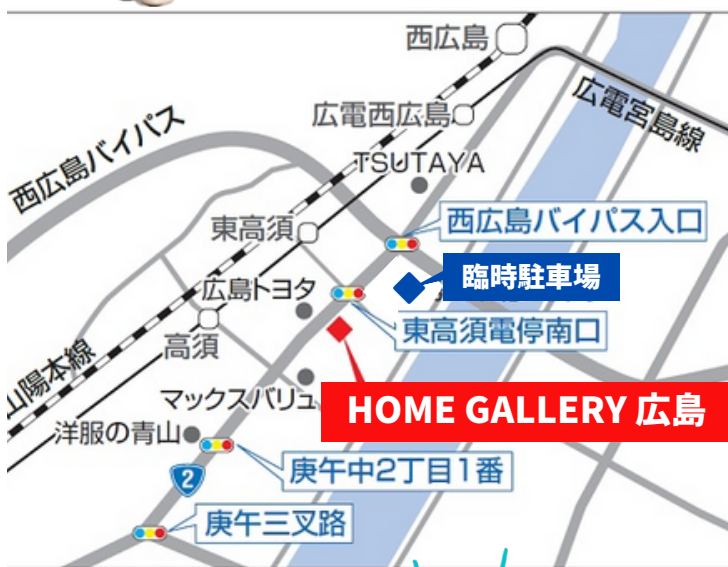 西広島
広電西広島
広電宮島線
西広島バイパス
TSUTAYA
東高須
西広島バイパス入口
臨時駐車場
広島トヨタ
東高須電停南口
高須
山陽本線
マックスバリュ
HOME GALLERY 広島
洋服の青山
2
庚午中2丁目1番
庚午三叉路